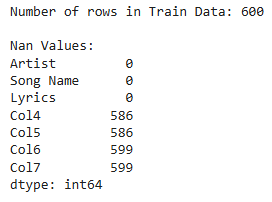 Number of rows in Train Data: 600
Nan Values:
Artist 0
Song Name 0
Lyrics 0
Col4 586
Col5 586
Col6 599
Col7 599
dtype: int64